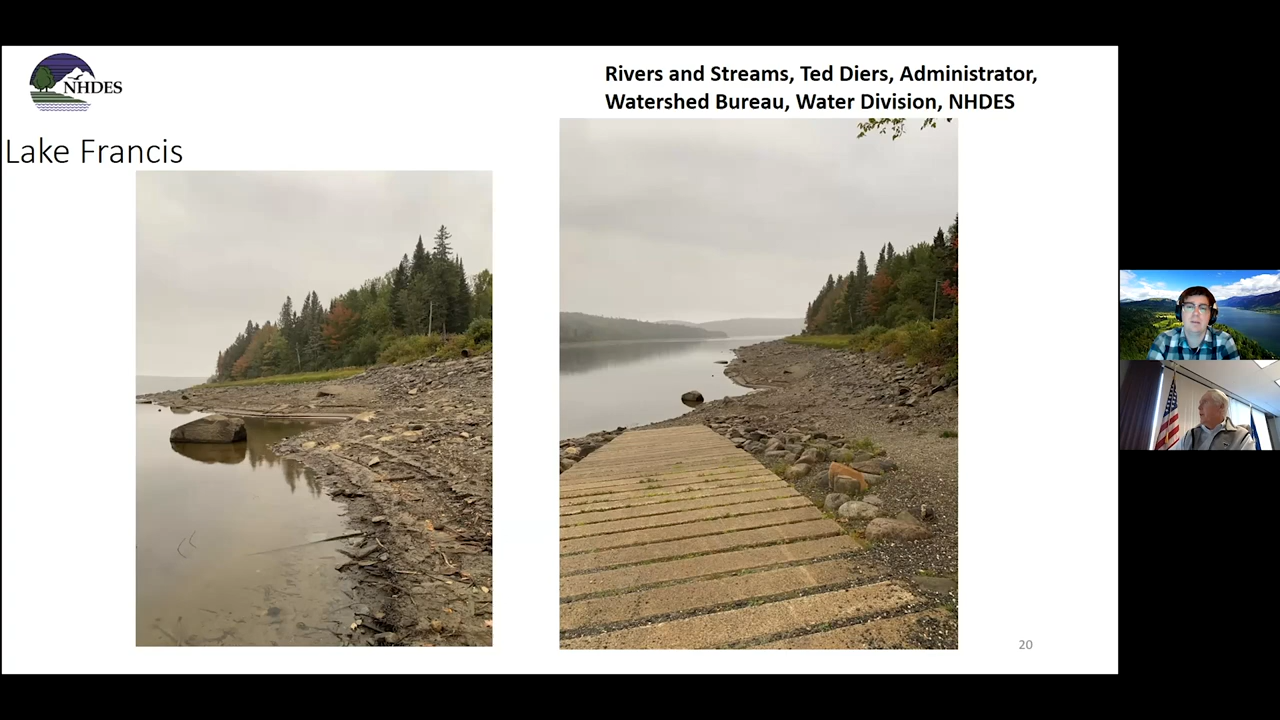 NHDES
Rivers and Streams, Ted Diers, Administrator,
Watershed Bureau, Water Division, NHDES
Lake Francis
20